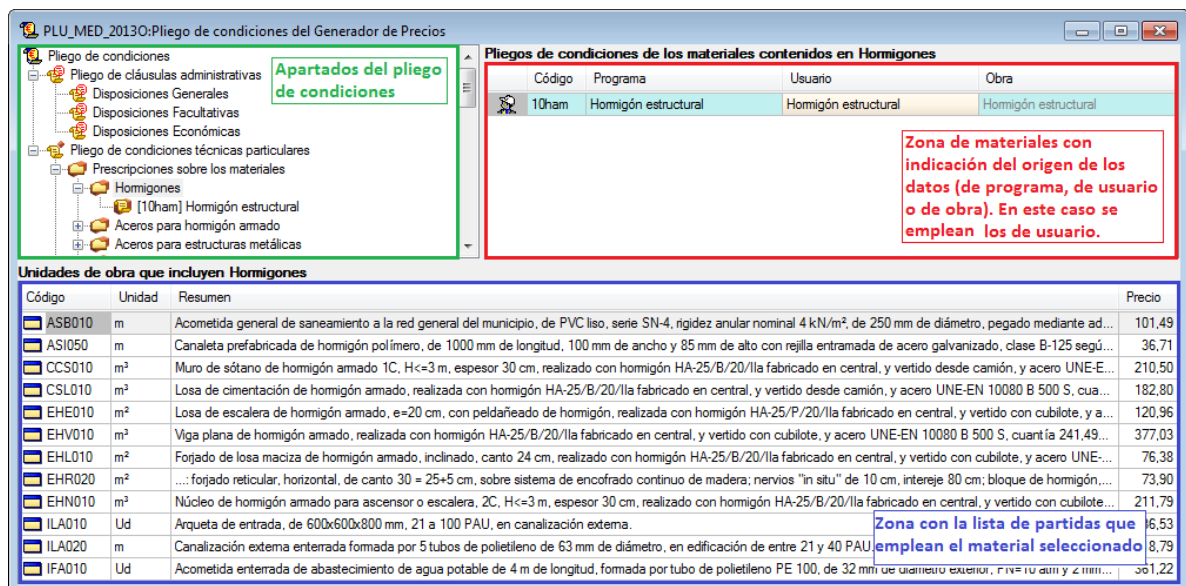 PLU_MED_2013O:Pliego de condiciones del Generador de Precios
Pliego de condiciones
Pliego de cláusulas administrativas
Disposiciones Generales
Disposiciones Facultativas
Disposiciones Económicas
Pliego de condiciones técnicas particulares
Prescripciones sobre los materiales
Hormigones
[10ham] Hormigón estructural
Aceros para hormigón armado
Aceros para estructuras metálicas
Apartados del pliego
de condiciones
Pliegos de condiciones de los materiales contenidos en Hormigones
Código Programa Usuario Obra
10ham Hormigón estructural Hormigón estructural Hormigón estructural
Zona de materiales con
indicación del origen de los
datos (de programa, de usuario
o de obra). En este caso se
emplean los de usuario.
Unidades de obra que incluyen Hormigones
Código Unidad Resumen Precio
ASB010 m Acometida general de saneamiento a la red general del municipio, de PVC liso, serie SN-4, rigidez anular nominal 4 kN/m², de 250 mm de diámetro, pegado mediante ad... 101,49
ASI050 m Canaleta prefabricada de hormigón polímero, de 1000 mm de longitud, 100 mm de ancho y 85 mm de alto con rejilla entramada de acero galvanizado, clase B-125 segú... 36,71
CCS010 m³ Muro de sótano de hormigón armado 1C, H<=3 m, espesor 30 cm, realizado con hormigón HA-25/B/20/IIa fabricado en central, y vertido desde camión, y acero UNE-E... 210,50
CSL010 m³ Losa de cimentación de hormigón armado, realizada con hormigón HA-25/B/20/IIa fabricado en central, y vertido desde camión, y acero UNE-EN 10080 B 500 S, cua... 182,80
EHE010 m² Losa de escalera de hormigón armado, e=20 cm, con peldañeado de hormigón, realizada con hormigón HA-25/P/20/IIa fabricado en central, y vertido con cubilote, y a... 120,96
EHV010 m³ Viga plana de hormigón armado, realizada con hormigón HA-25/B/20/IIa fabricado en central, y vertido con cubilote, y acero UNE-EN 10080 B 500 S, cuantía 241,49... 377,03
EHL010 m² Forjado de losa maciza de hormigón armado, inclinado, canto 24 cm, realizado con hormigón HA-25/B/20/IIa fabricado en central, y vertido con cubilote, y acero UNE-... 76,38
EHR020 m² ...: forjado reticular, horizontal, de canto 30 = 25+5 cm, sobre sistema de encofrado continuo de madera; nervios "in situ" de 10 cm, intereje 80 cm; bloque de hormigón,... 73,90
EHN010 m³ Núcleo de hormigón armado para ascensor o escalera, 2C, H<=3 m, espesor 30 cm, realizado con hormigón HA-25/B/20/IIa fabricado en central, y vertido con cubilote... 211,79
ILA010 Ud Arqueta de entrada, de 600x600x800 mm, 21 a 100 PAU, en canalización externa. 6,53
ILA020 m Canalización externa enterrada formada por 5 tubos de polietileno de 63 mm de diámetro, en edificación de entre 21 y 40 PAU. 8,79
IFA010 Ud Acometida enterrada de abastecimiento de agua potable de 4 m de longitud, formada por tubo de polietileno PE 100, de 32 mm de diámetro exterior, PN=10 atm y 2 mm... 361,22
Zona con la lista de partidas que
emplean el material seleccionado